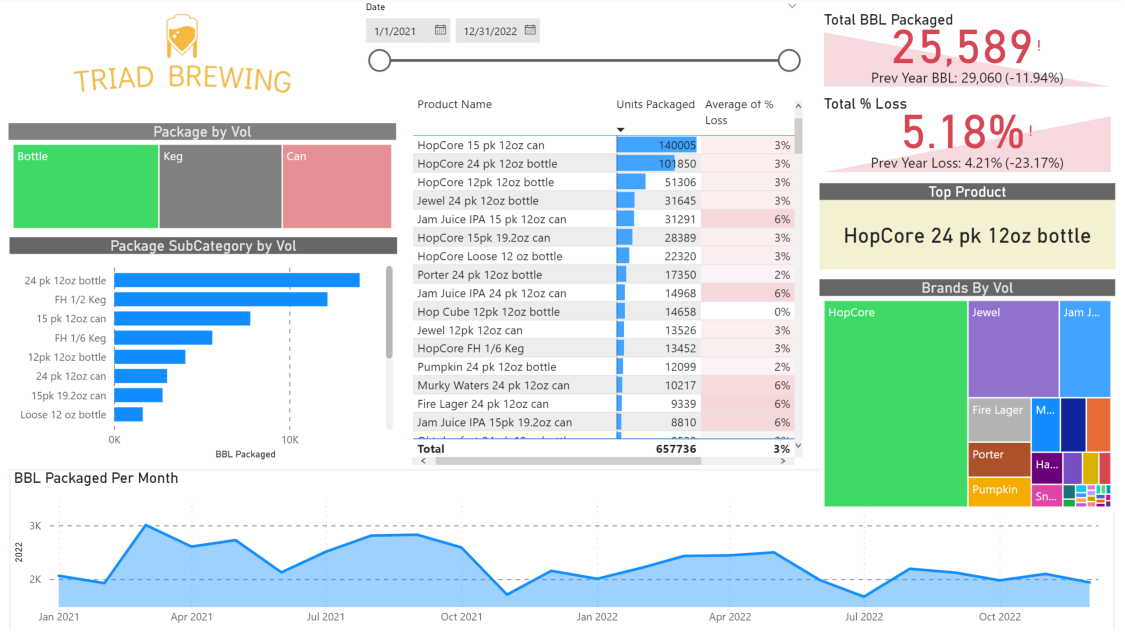 Date
1/1/2021
12/31/2022
TRIAD BREWING
Total BBL Packaged
25,589!
Prev Year BBL: 29,060 (-11.94%)
Total % Loss
5.18%!
Prev Year Loss: 4.21% (-23.17%)
Top Product
HopCore 24 pk 12oz bottle
Package by Vol
Bottle
Keg
Can
Package SubCategory by Vol
24 pk 12oz bottle
FH 1/2 Keg
15 pk 12oz can
FH 1/6 Keg
12pk 12oz bottle
24 pk 12oz can
15pk 19.2oz can
Loose 12 oz bottle
0K 10K
BBL Packaged
Product Name Units Packaged Average of %
Loss
HopCore 15 pk 12oz can 140005 3%
HopCore 24 pk 12oz bottle 101850 3%
HopCore 12pk 12oz bottle 51306 3%
Jewel 24 pk 12oz bottle 31645 3%
Jam Juice IPA 15 pk 12oz can 31291 6%
HopCore 15pk 19.2oz can 28389 3%
HopCore Loose 12 oz bottle 22320 3%
Porter 24 pk 12oz bottle 17350 2%
Jam Juice IPA 24 pk 12oz can 14968 6%
Hop Cube 12pk 12oz bottle 14658 0%
Jewel 12pk 12oz can 13526 3%
HopCore FH 1/6 Keg 13452 3%
Pumpkin 24 pk 12oz bottle 12099 2%
Murky Waters 24 pk 12oz can 10217 6%
Fire Lager 24 pk 12oz can 9339 6%
Jam Juice IPA 15pk 19.2oz can 8810 6%
Total 657736 3%
Brands By Vol
HopCore
Jewel
Jam J...
Fire Lager
M...
Porter
Ha...
Pumpkin
Sn...
BBL Packaged Per Month
2022
3K
2K
Jan 2021 Apr 2021 Jul 2021 Oct 2021 Jan 2022 Apr 2022 Jul 2022 Oct 2022